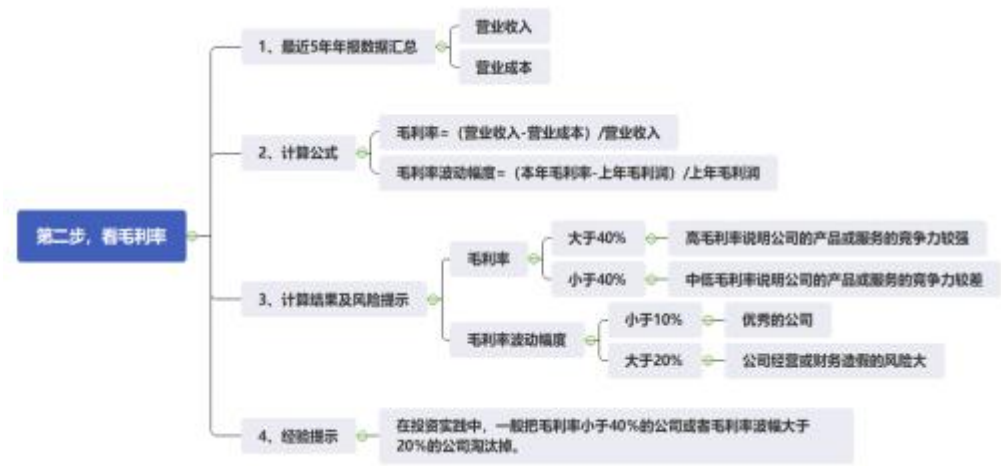 第二步，看毛利率
1、最近5年年报数据汇总
营业收入
营业成本
2、计算公式
毛利率=（营业收入-营业成本）/营业收入
毛利率波动幅度=（本年毛利率-上年毛利润）/上年毛利润
3、计算结果及风险提示
毛利率
大于40%
高毛利率说明公司的产品或服务的竞争力较强
小于40%
中低毛利率说明公司的产品或服务的竞争力较差
毛利率波动幅度
小于10%
优秀的公司
大于20%
公司经营或财务造假的风险大
4、经验提示
在投资实践中，一般把毛利率小于40%的公司或者毛利率波幅大于
20%的公司淘汰掉。